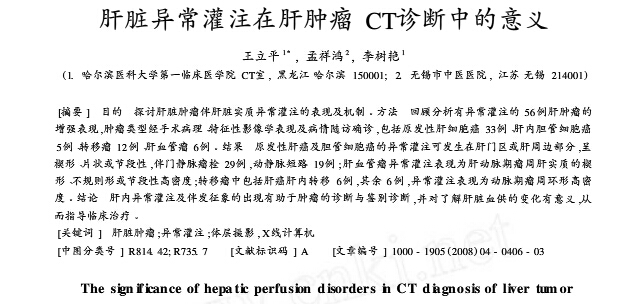 肝脏异常灌注在肝肿瘤 CT诊断中的意义
王立平1*, 孟祥鸿2, 李树艳1
(1. 哈尔滨医科大学第一临床医学院 CT室, 黑龙江 哈尔滨 150001; 2. 无锡市中医医院, 江苏 无锡 214001)
[摘要] 目的 探讨肝脏肿瘤伴肝脏实质异常灌注的表现及机制。方法 回顾分析有异常灌注的 56例肝肿瘤的
增强表现,肿瘤类型经手术病理、特征性影像学表现及病情随访确诊,包括原发性肝细胞癌 33例、肝内胆管细胞癌
5例、转移瘤 12例、肝血管瘤 6例。结果 原发性肝癌及胆管细胞癌的异常灌注可发生在肝门区或肝周边部分,呈
楔形、片状或节段性,伴门静脉瘤栓 29例,动静脉短路 19例;肝血管瘤异常灌注表现为肝动脉期瘤周肝实质的楔
形、不规则形或节段性高密度;转移瘤中包括肝癌肝内转移 6例,其余 6例,异常灌注表现为动脉期瘤周环形高密
度。结论 肝内异常灌注及伴发征象的出现有助于肿瘤的诊断与鉴别诊断,并对了解肝脏血供的变化有意义,从
而指导临床治疗。
[关键词] 肝脏肿瘤;异常灌注;体层摄影,X线计算机
[中图分类号] R814.42;R735.7 [文献标识码] A [文章编号] 1000-1905(2008)04-0406-03
The significance of hepatic perfusion disorders in CT diagnosis of liver tumor